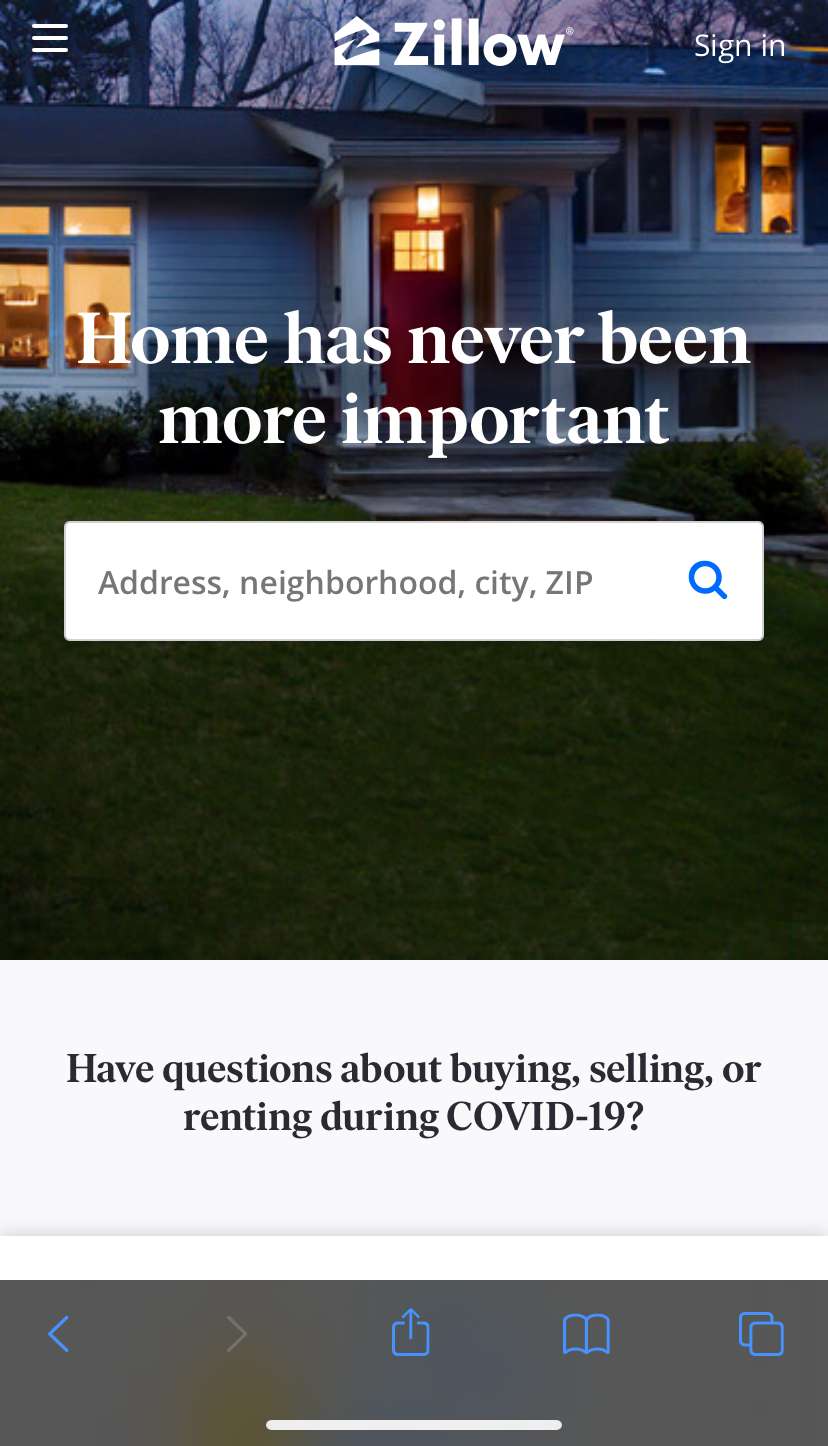 Zillow®
Sign in
Home has never been
more important
Address, neighborhood, city, ZIP
Have questions about buying, selling, or
renting during COVID-19?